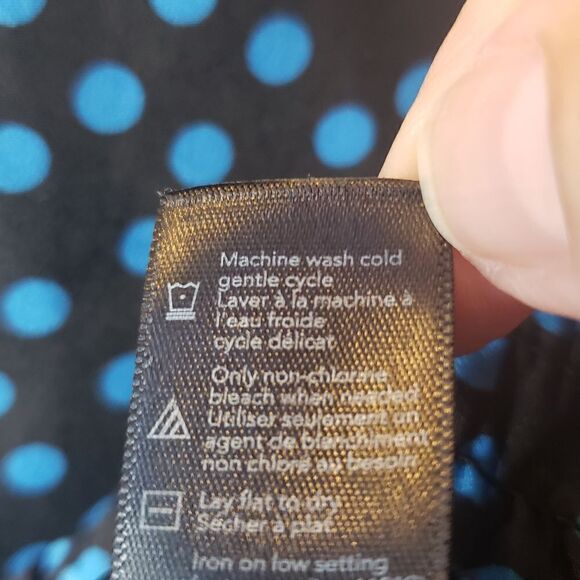 Machine wash cold
gentle cycle
Laver à la machine à
l'eau froide
cycle délicat
Only non-chlorine
bleach when needed
Utiliser seulement un
agent de blanchiment
non chloré au besoin
Lay flat to dry
Sécher à plat
Iron on low setting